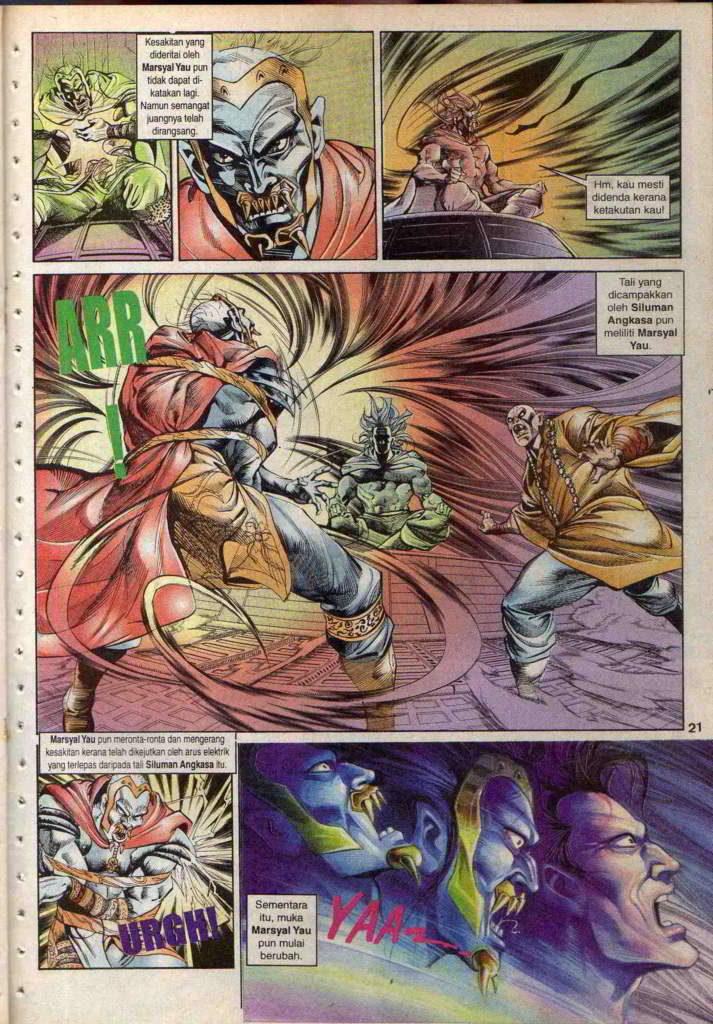 Kesakitan yang
dideritai oleh
Marsyal Yau pun
tidak dapat di-
katakan lagi.
Namun semangat
juangnya telah
dirangsang.
Hm, kau mesti
didenda kerana
ketakutan kau!
Tali yang
dicampakkan
oleh Siluman
Angkasa pun
melilit Marsyal
Yau.
ARR
!
21
Marsyal Yau pun meronta-ronta dan mengerang
kesakitan kerana telah dikejutkan oleh arus elektrik
yang terlepas daripada tali Siluman Angkasa itu.
URGH!
Sementara
itu, muka
Marsyal Yau
pun mulai
berubah.
YAA~